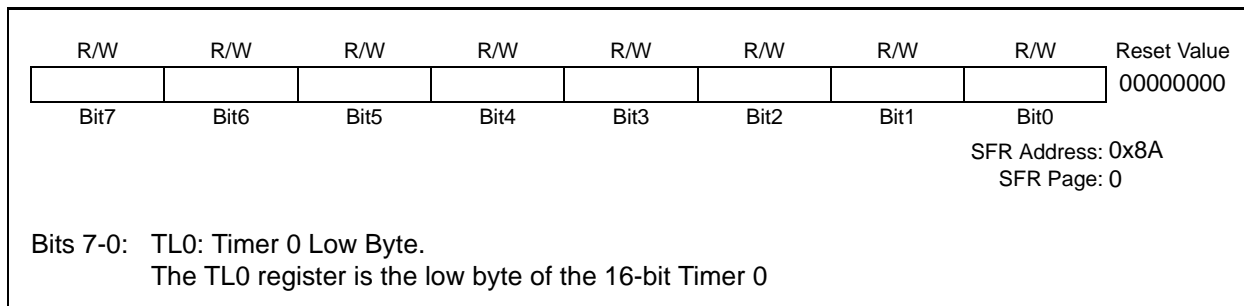 R/W R/W R/W R/W R/W R/W R/W R/W Reset Value
00000000
Bit7 Bit6 Bit5 Bit4 Bit3 Bit2 Bit1 Bit0
SFR Address: 0x8A
SFR Page: 0
Bits 7-0: TL0: Timer 0 Low Byte.
The TL0 register is the low byte of the 16-bit Timer 0